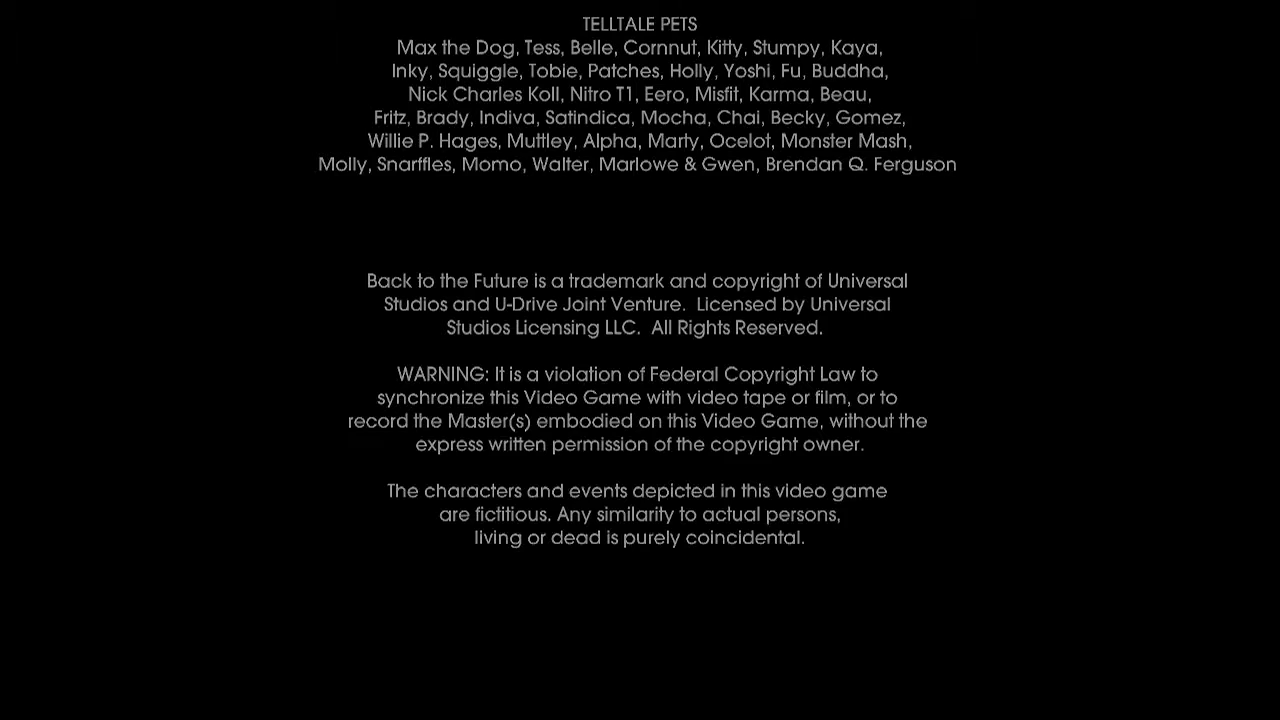 TELLTALE PETS
Max the Dog, Tess, Belle, Cornnut, Kitty, Stumpy, Kaya,
Inky, Squiggle, Tobie, Patches, Holly, Yoshi, Fu, Buddha,
Nick Charles Koll, Nitro T1, Eero, Misfit, Karma, Beau,
Fritz, Brady, Indiva, Satindica, Mocha, Chai, Becky, Gomez,
Willie P. Hages, Muttley, Alpha, Marty, Ocelot, Monster Mash,
Molly, Snarffles, Momo, Walter, Marlowe & Gwen, Brendan Q. Ferguson
Back to the Future is a trademark and copyright of Universal
Studios and U-Drive Joint Venture.  Licensed by Universal
Studios Licensing LLC.  All Rights Reserved.
WARNING: It is a violation of Federal Copyright Law to
synchronize this Video Game with video tape or film, or to
record the Master(s) embodied on this Video Game, without the
express written permission of the copyright owner.
The characters and events depicted in this video game
are fictitious. Any similarity to actual persons,
living or dead is purely coincidental.